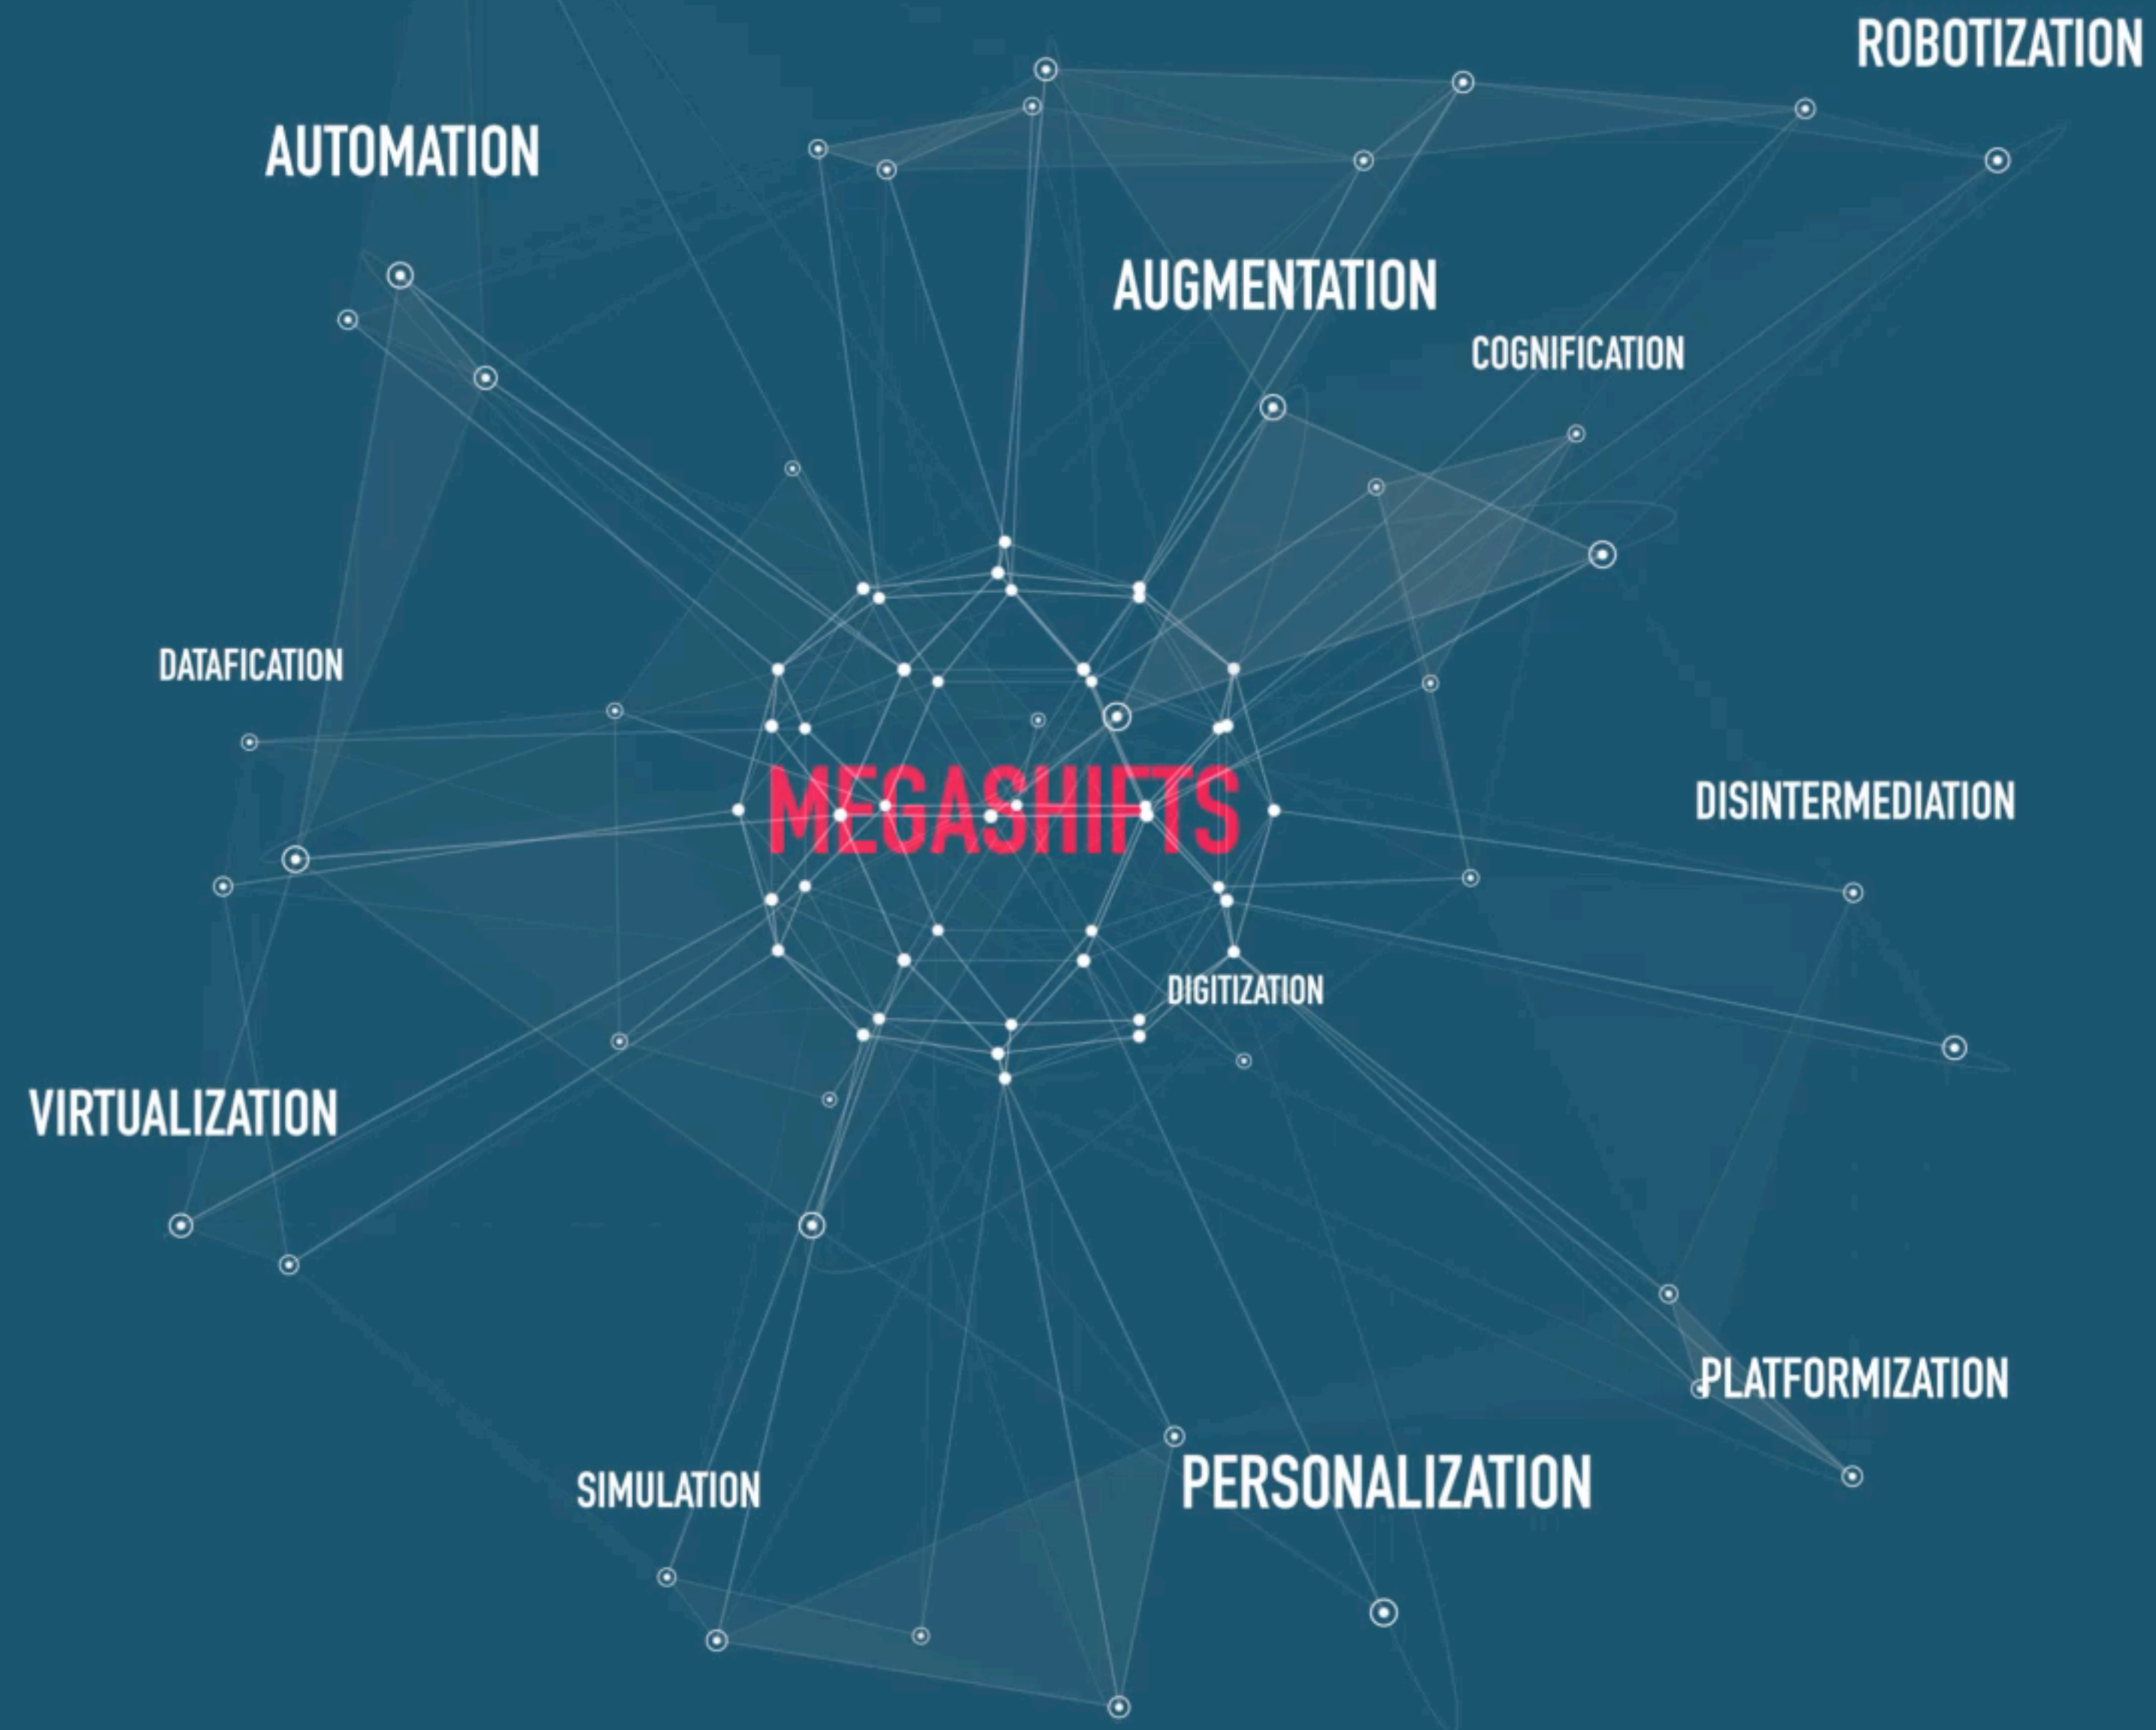 ROBOTIZATION
AUTOMATION
AUGMENTATION
COGNIFICATION
DATAFICATION
MEGASHIFTS
DISINTERMEDIATION
DIGITIZATION
VIRTUALIZATION
PLATFORMIZATION
PERSONALIZATION
SIMULATION